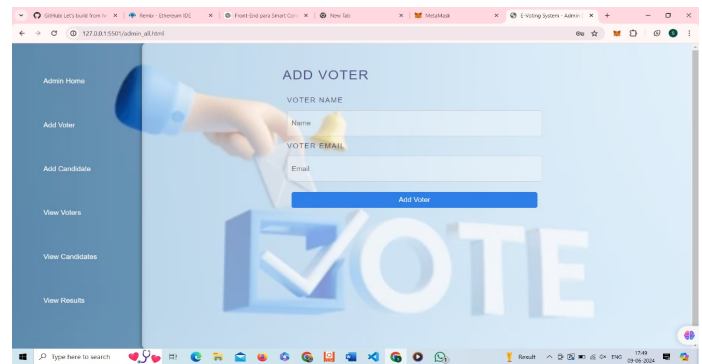 GitHub: Let's build from he
Remix - Ethereum IDE
Front-End para Smart Cont
New Tab
MetaMask
E-Voting System - Admin
127.0.0.1:5501/admin_all.html
Admin Home
Add Voter
Add Candidate
View Voters
View Candidates
View Results
ADD VOTER
VOTER NAME
Name
VOTER EMAIL
Email
Add Voter
VOTE
Type here to search
Result
ENG
17:49
09-06-2024